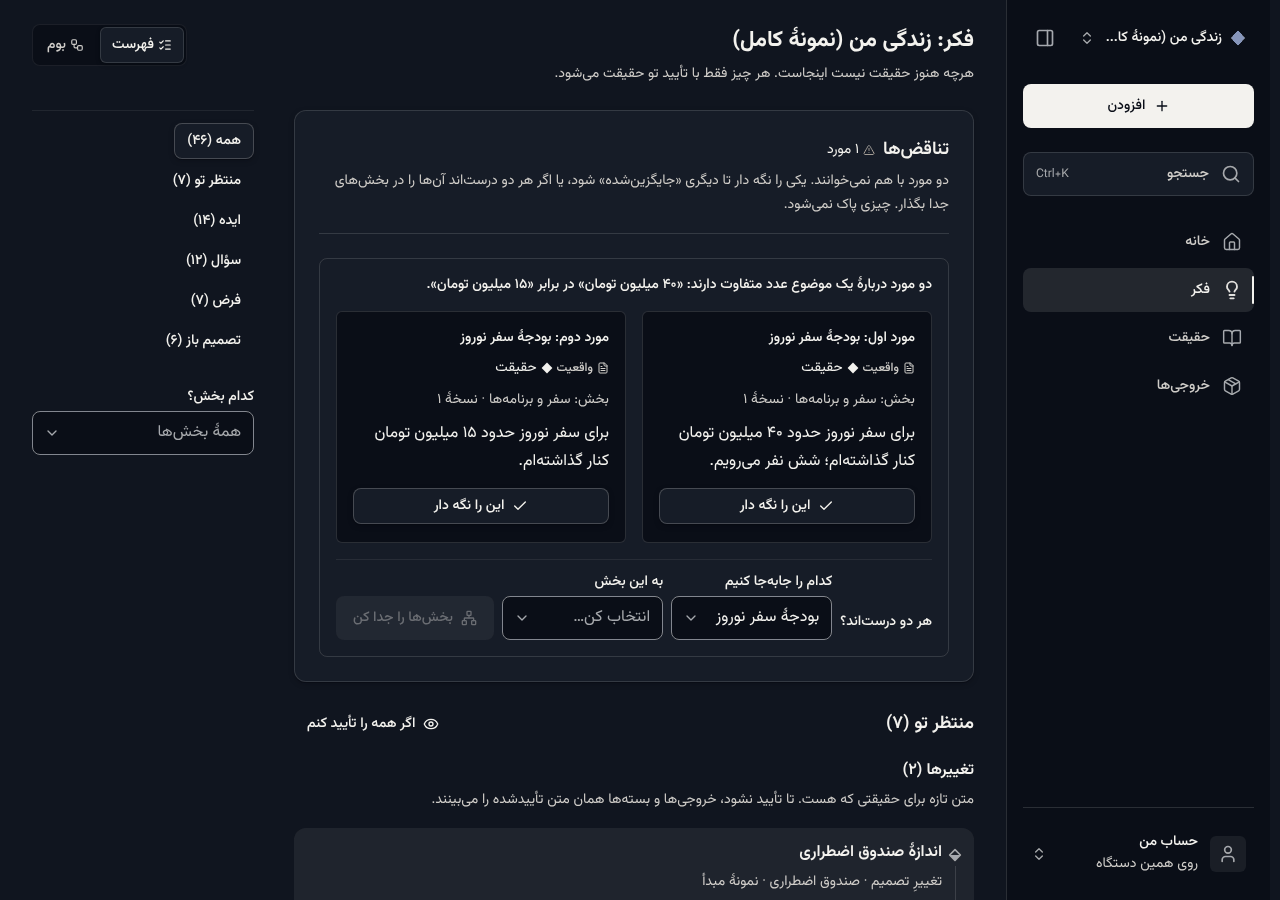 زندگی من (نمونهٔ کا...
افزودن
جستجو
Ctrl+K
خانه
فکر
حقیقت
خروجی‌ها
حساب من
روی همین دستگاه
فکر: زندگی من (نمونهٔ کامل)
هرچه هنوز حقیقت نیست اینجاست. هر چیز فقط با تأیید تو حقیقت می‌شود.
فهرست
بوم
تناقض‌ها ۱ مورد
دو مورد با هم نمی‌خوانند. یکی را نگه دار تا دیگری «جایگزین‌شده» شود، یا اگر هر دو درست‌اند آن‌ها را در بخش‌های
جدا بگذار. چیزی پاک نمی‌شود.
دو مورد دربارهٔ یک موضوع عدد متفاوت دارند: «۴۰ میلیون تومان» در برابر «۱۵ میلیون تومان».
مورد اول: بودجهٔ سفر نوروز
واقعیت حقیقت
بخش: سفر و برنامه‌ها · نسخهٔ ۱
برای سفر نوروز حدود ۴۰ میلیون تومان
کنار گذاشته‌ام؛ شش نفر می‌رویم.
این را نگه دار
مورد دوم: بودجهٔ سفر نوروز
واقعیت حقیقت
بخش: سفر و برنامه‌ها · نسخهٔ ۱
برای سفر نوروز حدود ۱۵ میلیون تومان
کنار گذاشته‌ام.
این را نگه دار
هر دو درست‌اند؟
کدام را جابه‌جا کنیم
بودجهٔ سفر نوروز
به این بخش
انتخاب کن...
بخش‌ها را جدا کن
منتظر تو (۷)
اگر همه را تأیید کنم
تغییرها (۲)
متن تازه برای حقیقتی که هست. تا تأیید نشود، خروجی‌ها و بسته‌ها همان متن تأییدشده را می‌بینند.
اندازهٔ صندوق اضطراری
تغییرِ تصمیم · صندوق اضطراری · نمونهٔ مبدأ
همه (۴۶)
منتظر تو (۷)
ایده (۱۴)
سؤال (۱۲)
فرض (۷)
تصمیم باز (۶)
کدام بخش؟
همهٔ بخش‌ها